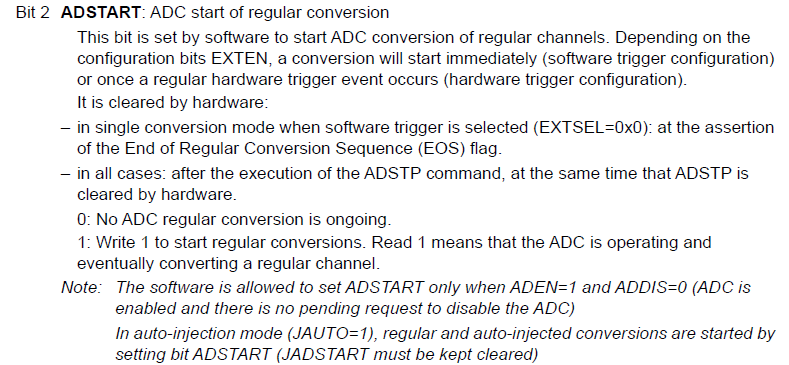 Bit 2 ADSTART: ADC start of regular conversion
This bit is set by software to start ADC conversion of regular channels. Depending on the
configuration bits EXTEN, a conversion will start immediately (software trigger configuration)
or once a regular hardware trigger event occurs (hardware trigger configuration).
It is cleared by hardware:
– in single conversion mode when software trigger is selected (EXTSEL=0x0): at the assertion
of the End of Regular Conversion Sequence (EOS) flag.
– in all cases: after the execution of the ADSTP command, at the same time that ADSTP is
cleared by hardware.
0: No ADC regular conversion is ongoing.
1: Write 1 to start regular conversions. Read 1 means that the ADC is operating and
eventually converting a regular channel.
Note: The software is allowed to set ADSTART only when ADEN=1 and ADDIS=0 (ADC is
enabled and there is no pending request to disable the ADC)
In auto-injection mode (JAUTO=1), regular and auto-injected conversions are started by
setting bit ADSTART (JADSTART must be kept cleared)